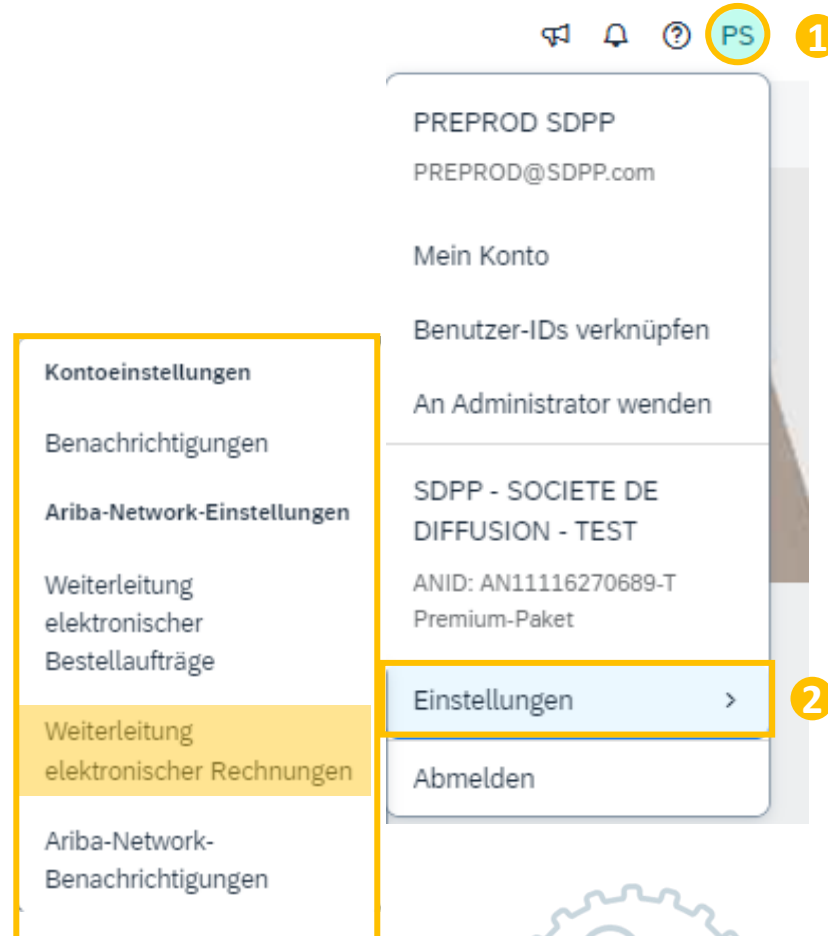 PS
1
PREPROD SDPP
PREPROD@SDPP.com
Mein Konto
Benutzer-IDs verknüpfen
An Administrator wenden
SDPP - SOCIETE DE
DIFFUSION - TEST
ANID: AN11116270689-T
Premium-Paket
Einstellungen >
2
Abmelden
Kontoeinstellungen
Benachrichtigungen
Ariba-Network-Einstellungen
Weiterleitung
elektronischer
Bestellaufträge
Weiterleitung
elektronischer Rechnungen
Ariba-Network-
Benachrichtigungen